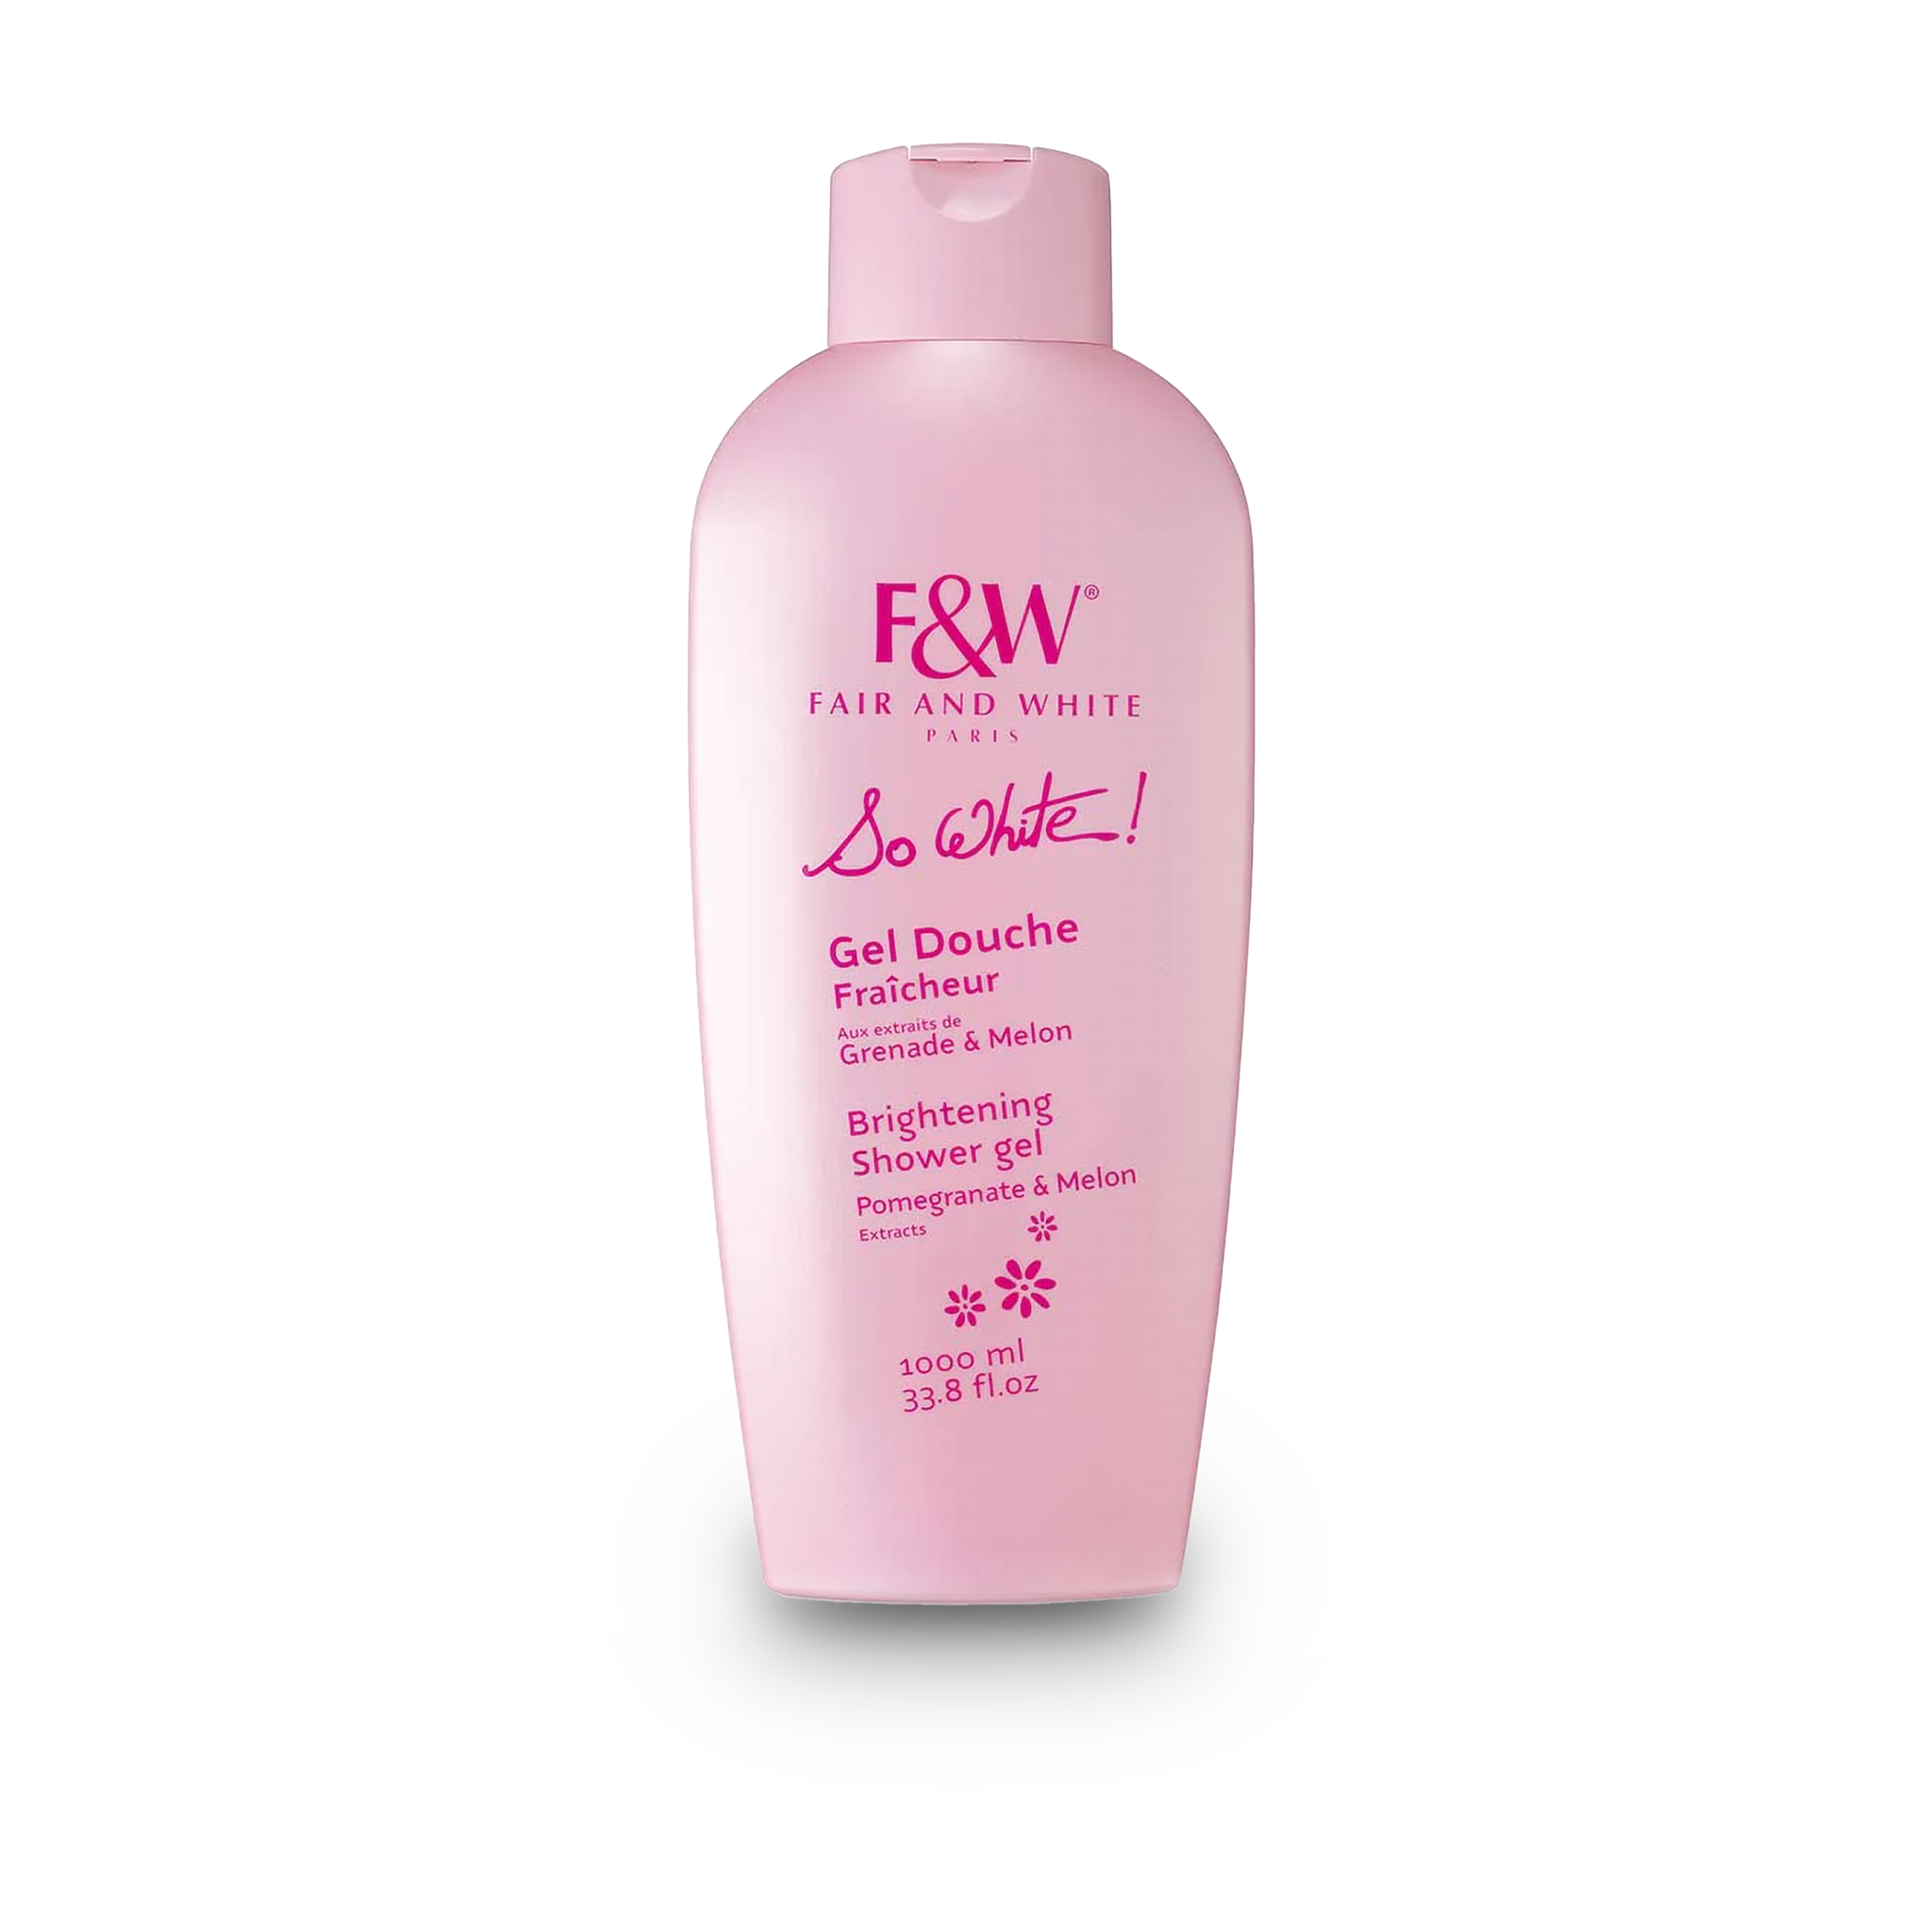 F&W®
FAIR AND WHITE
PARIS
So White!
Gel Douche
Fraîcheur
Aux extraits de
Grenade & Melon
Brightening
Shower gel
Pomegranate & Melon
Extracts
1000 ml
33.8 fl.oz